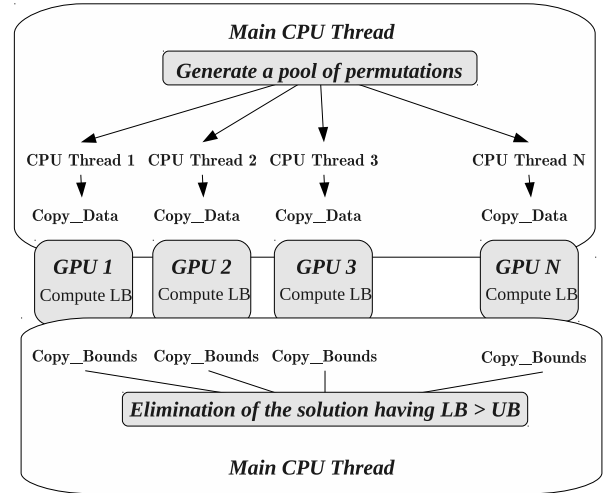 Main CPU Thread
Generate a pool of permutations
CPU Thread 1 CPU Thread 2 CPU Thread 3 CPU Thread N
Copy_Data Copy_Data Copy_Data Copy_Data
GPU 1 GPU 2 GPU 3 GPU N
Compute LB Compute LB Compute LB Compute LB
Copy_Bounds Copy_Bounds Copy_Bounds Copy_Bounds
Elimination of the solution having LB > UB
Main CPU Thread